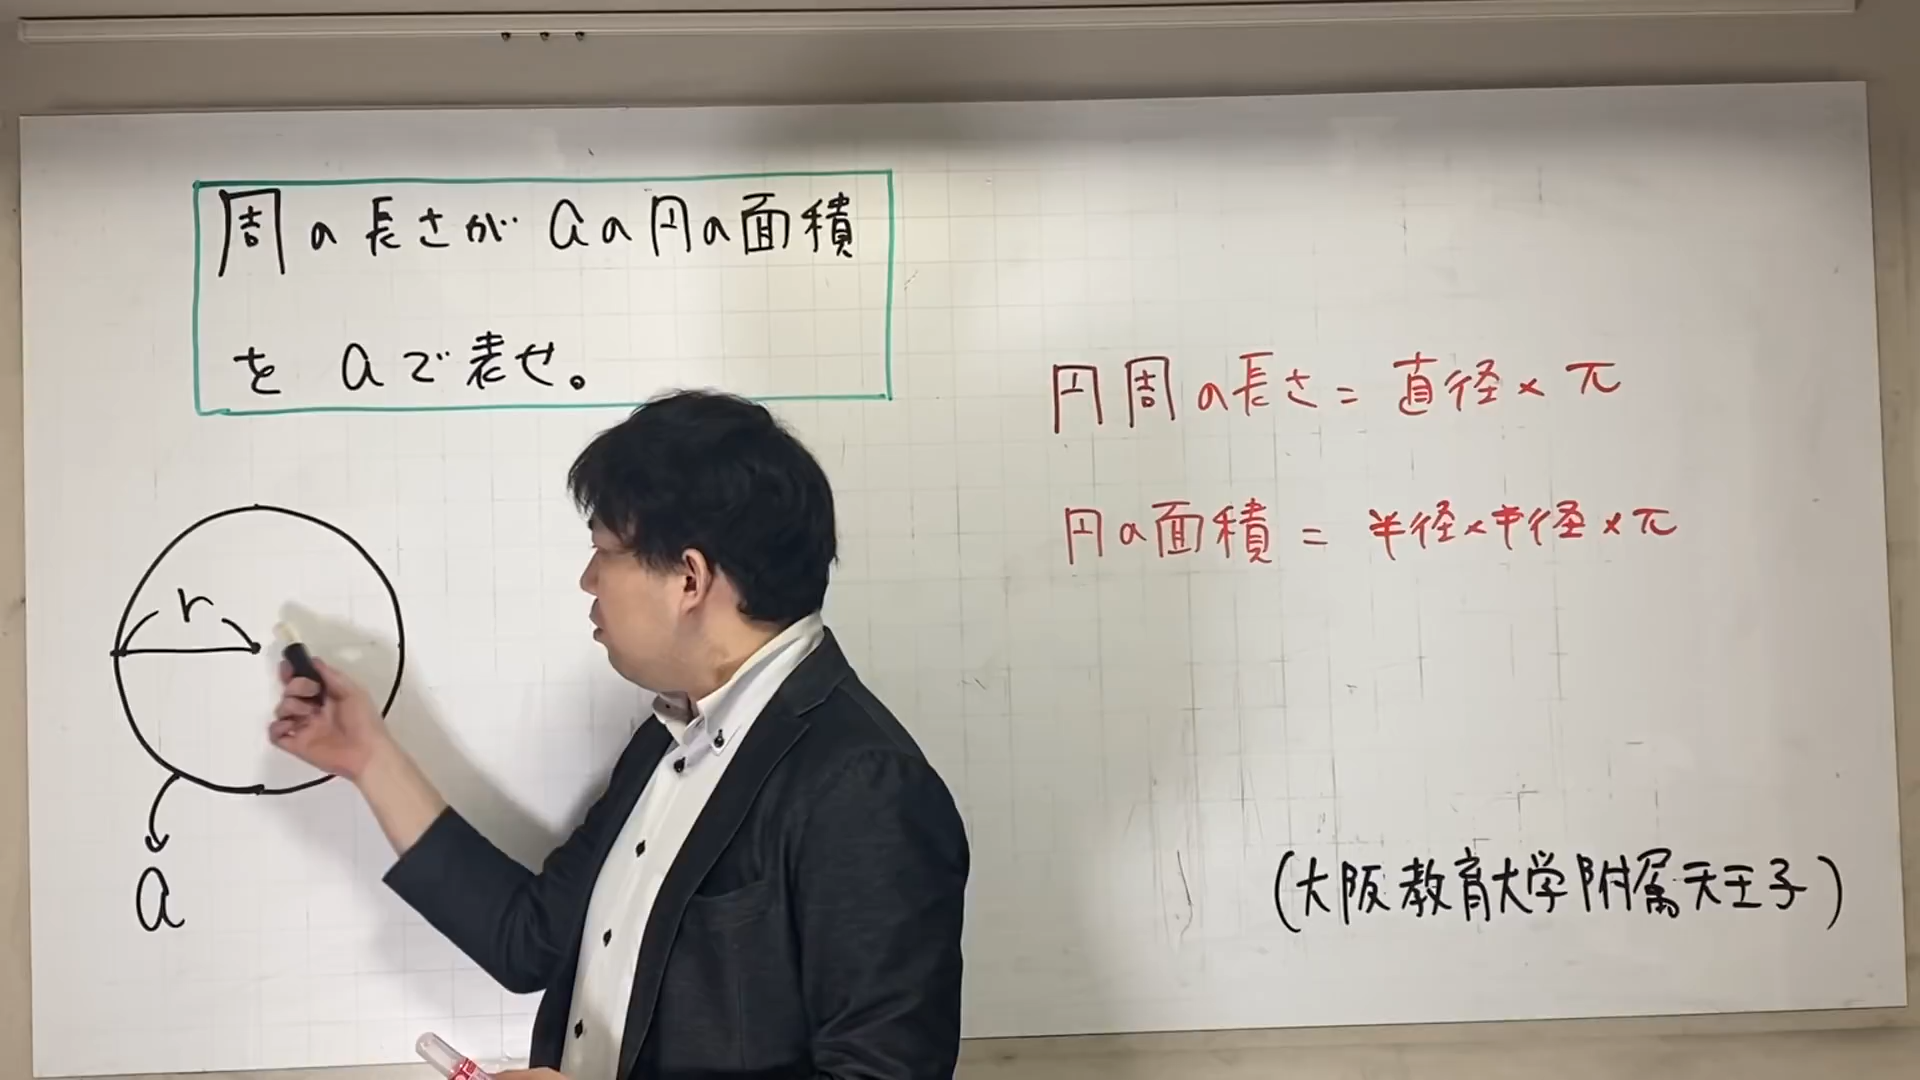 周の長さがaの円の面積
をaで表せ。
円周の長さ=直径×π
円の面積=半径×半径×π
r
a
(大阪教育大学附属天王子)